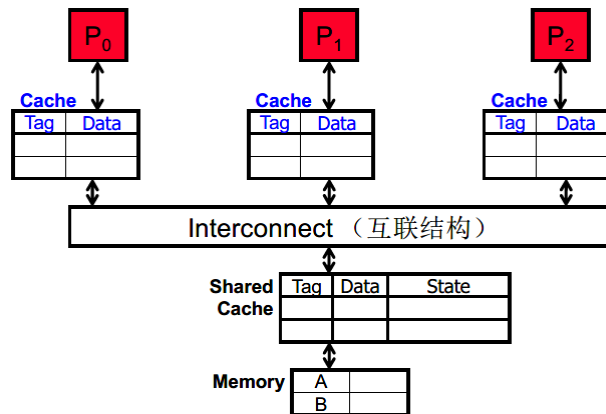 P0 P1 P2
Cache Cache Cache
Tag Data Tag Data Tag Data
Interconnect （互联结构）
Shared Cache Tag Data State
Memory A
B